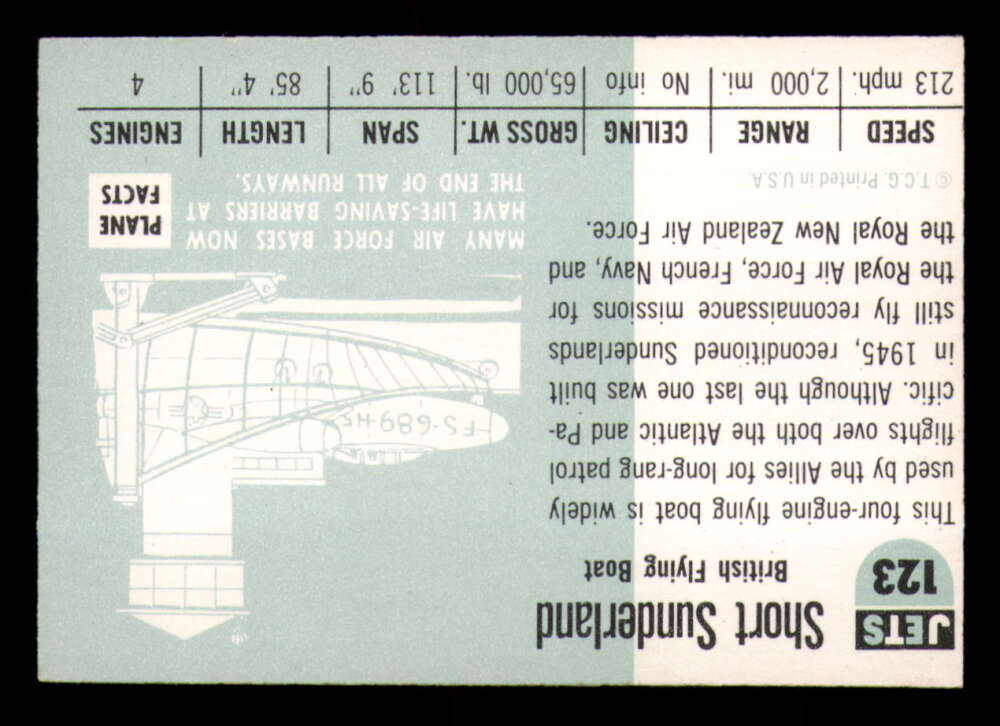 JETS
123
Short Sunderland
British Flying Boat
This four-engine flying boat is widely
used by the Allies for long-rang patrol
flights over both the Atlantic and Pa-
cific. Although the last one was built
in 1945, reconditioned Sunderlands
still fly reconnaissance missions for
the Royal Air Force, French Navy, and
the Royal New Zealand Air Force.
© T.C.G. Printed in U.S.A.
FS-689 HS
MANY AIR FORCE BASES NOW
HAVE LIFE-SAVING BARRIERS AT
THE END OF ALL RUNWAYS.
PLANE
FACTS
SPEED RANGE CEILING GROSS WT. SPAN LENGTH ENGINES
213 mph. 2,000 mi. No info 65,000 lb. 113' 9" 85' 4" 4